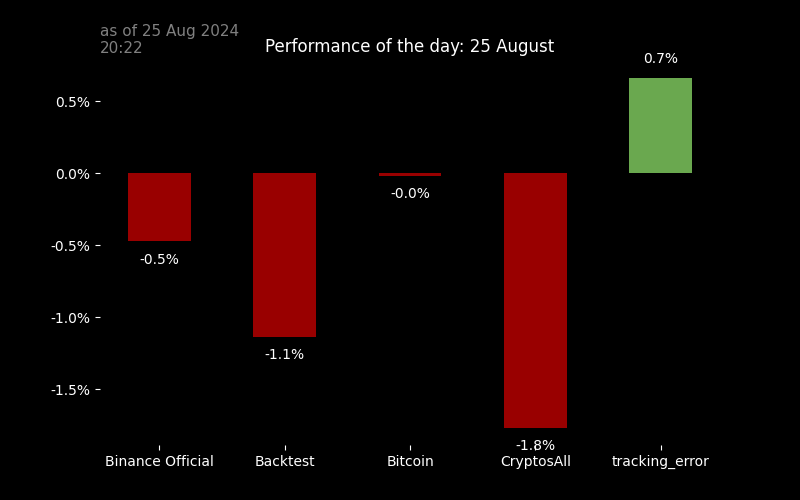 as of 25 Aug 2024
20:22
Performance of the day: 25 August
0.7%
0.5%
0.0%
-0.0%
-0.5%
-0.5%
-1.0%
-1.1%
-1.5%
-1.8%
Binance Official
Backtest
Bitcoin
CryptosAll
tracking_error